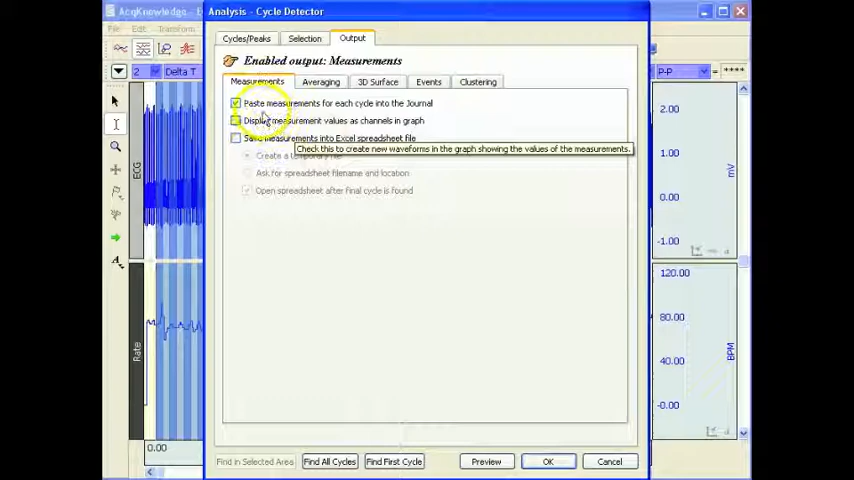 AcqKnowledge
Analysis - Cycle Detector
File Edit Transform
Cycles/Peaks Selection Output
Enabled output: Measurements
2 Delta T
P-P
Measurements Averaging 3D Surface Events Clustering
Paste measurements for each cycle into the Journal
Display measurement values as channels in graph
Save measurements into Excel spreadsheet file
Check this to create new waveforms in the graph showing the values of the measurements.
Create a temporary file
Ask for spreadsheet filename and location
Open spreadsheet after final cycle is found
ECG
2.00
1.00
0.00
mV
-1.00
Rate
120.00
80.00
BPM
40.00
-0.00
0.00
Find in Selected Area Find All Cycles Find First Cycle Preview OK Cancel